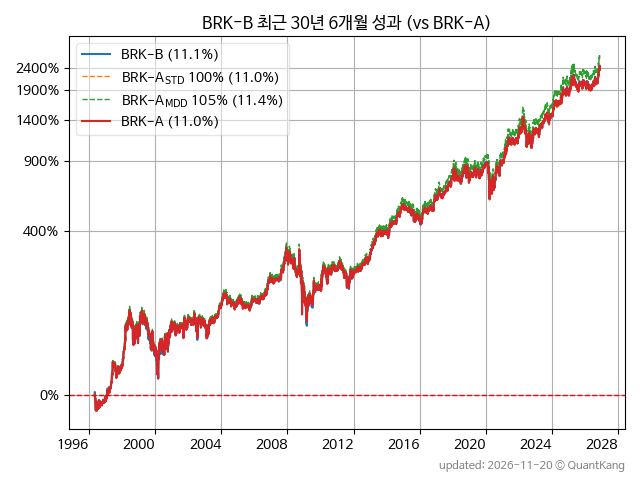 BRK-B 최근 30년 6개월 성과 (vs BRK-A)
BRK-B (11.1%)
BRK-A_STD 100% (11.0%)
BRK-A_MDD 105% (11.4%)
BRK-A (11.0%)
2400%
1900%
1400%
900%
400%
0%
1996 2000 2004 2008 2012 2016 2020 2024 2028
updated: 2026-11-20 © QuantKang